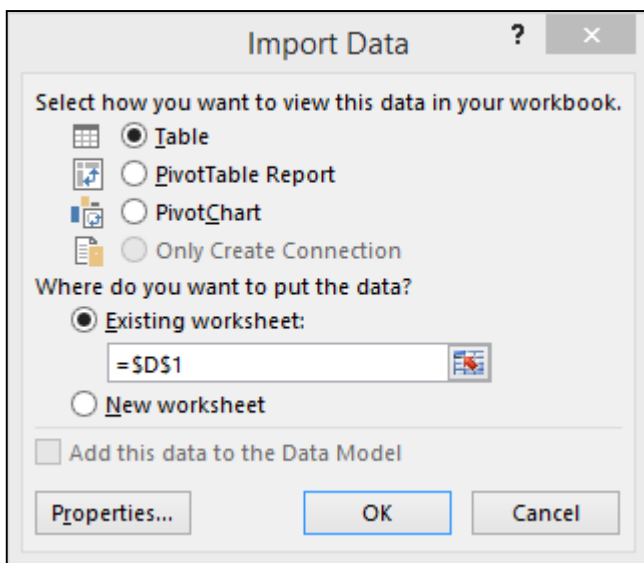 Import Data
?
×
Select how you want to view this data in your workbook.
Table
PivotTable Report
PivotChart
Only Create Connection
Where do you want to put the data?
Existing worksheet:
=$D$1
New worksheet
Add this data to the Data Model
Properties... OK Cancel